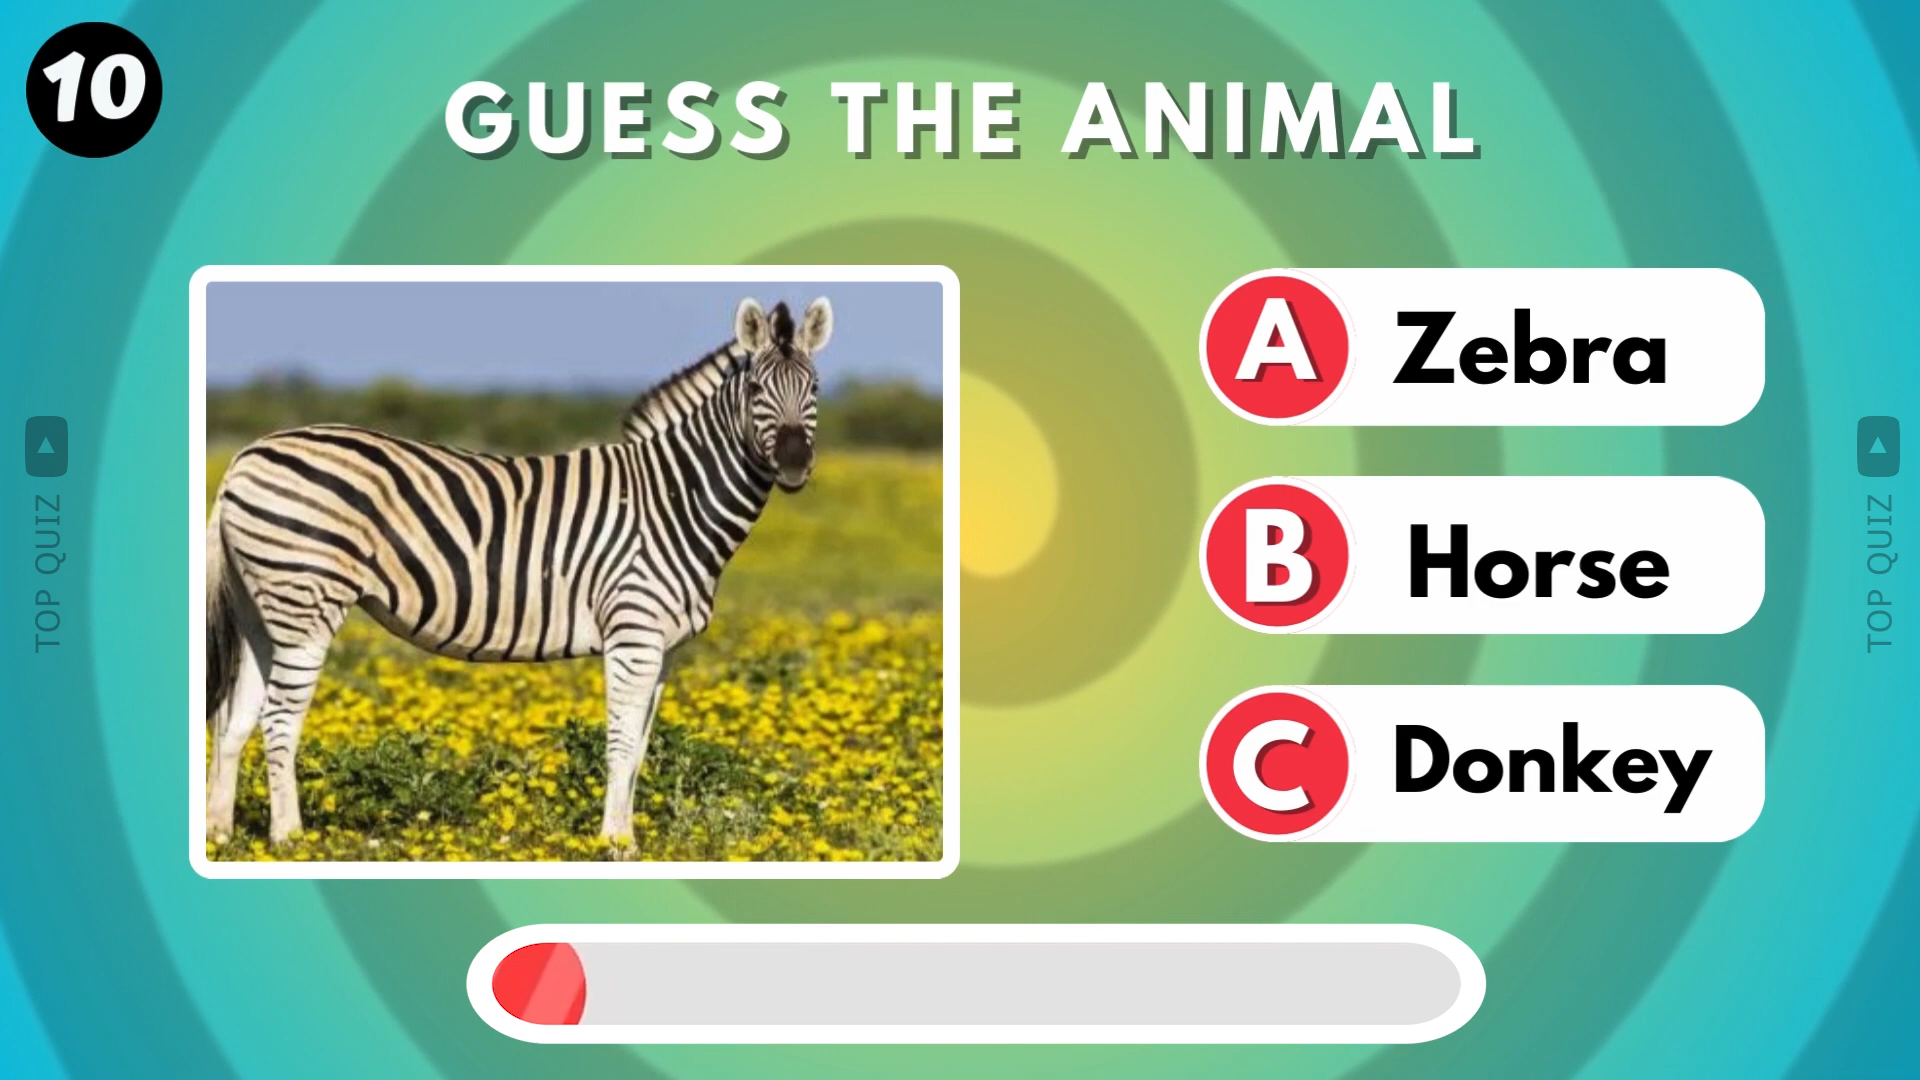 10
GUESS THE ANIMAL
A Zebra
B Horse
C Donkey
TOP QUIZ
TOP QUIZ